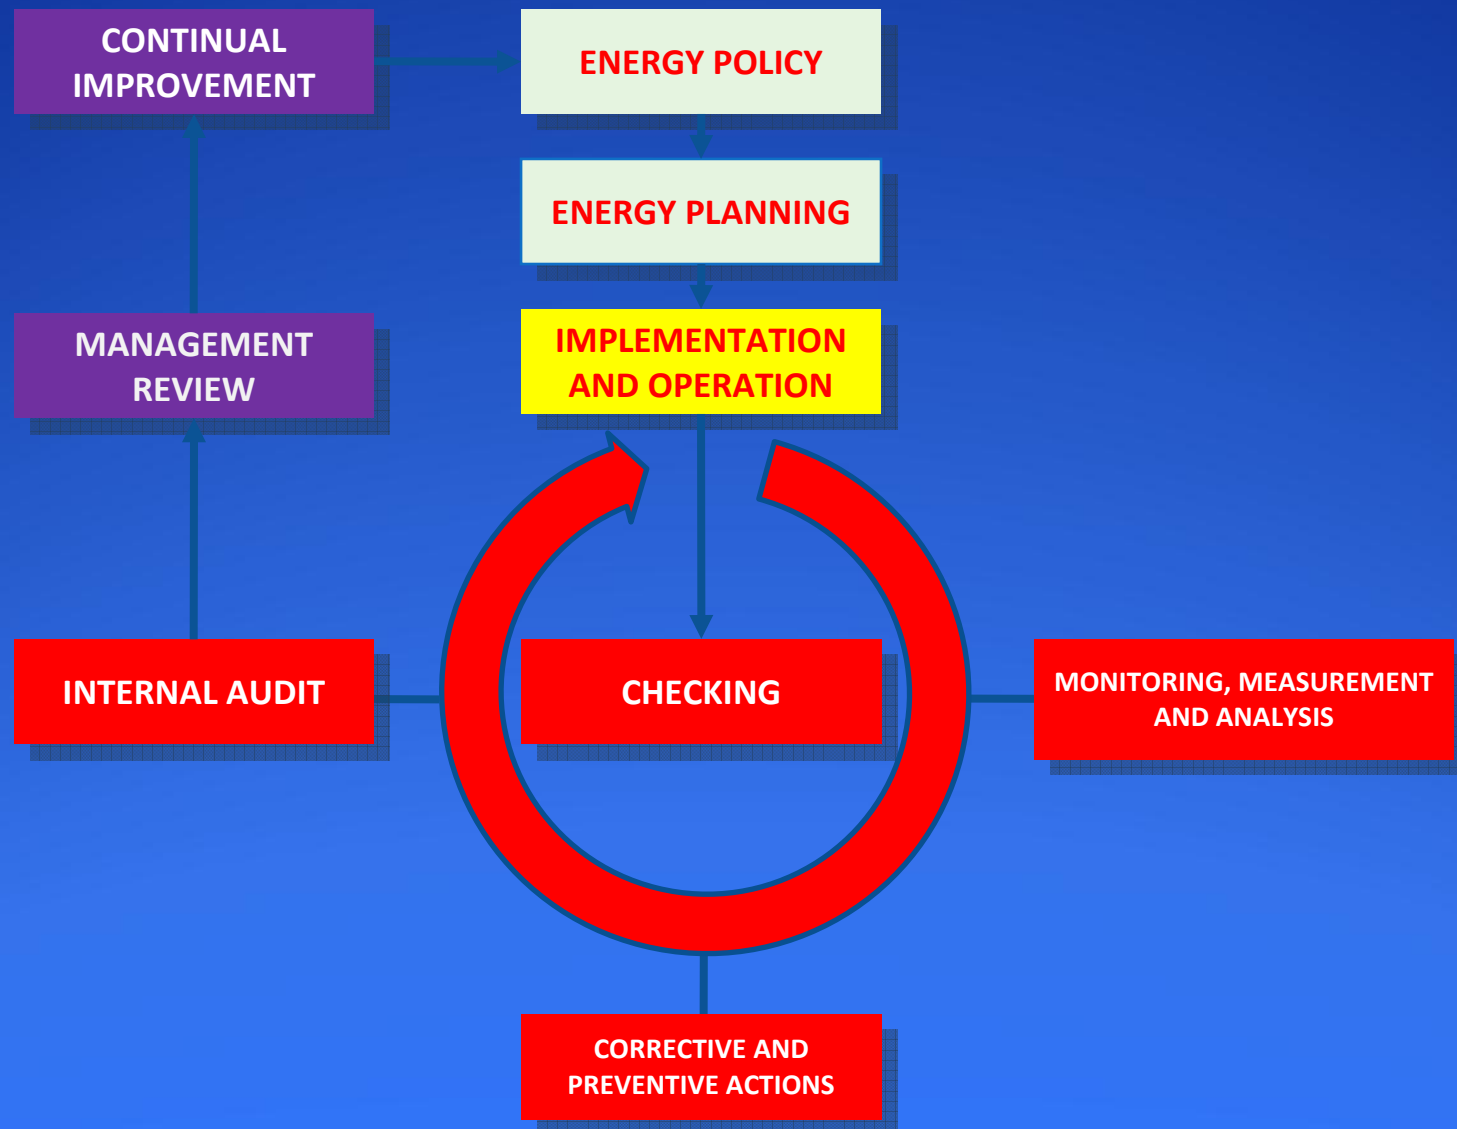 CONTINUAL
IMPROVEMENT
ENERGY POLICY
ENERGY PLANNING
IMPLEMENTATION
AND OPERATION
MANAGEMENT
REVIEW
INTERNAL AUDIT
CHECKING
MONITORING, MEASUREMENT
AND ANALYSIS
CORRECTIVE AND
PREVENTIVE ACTIONS